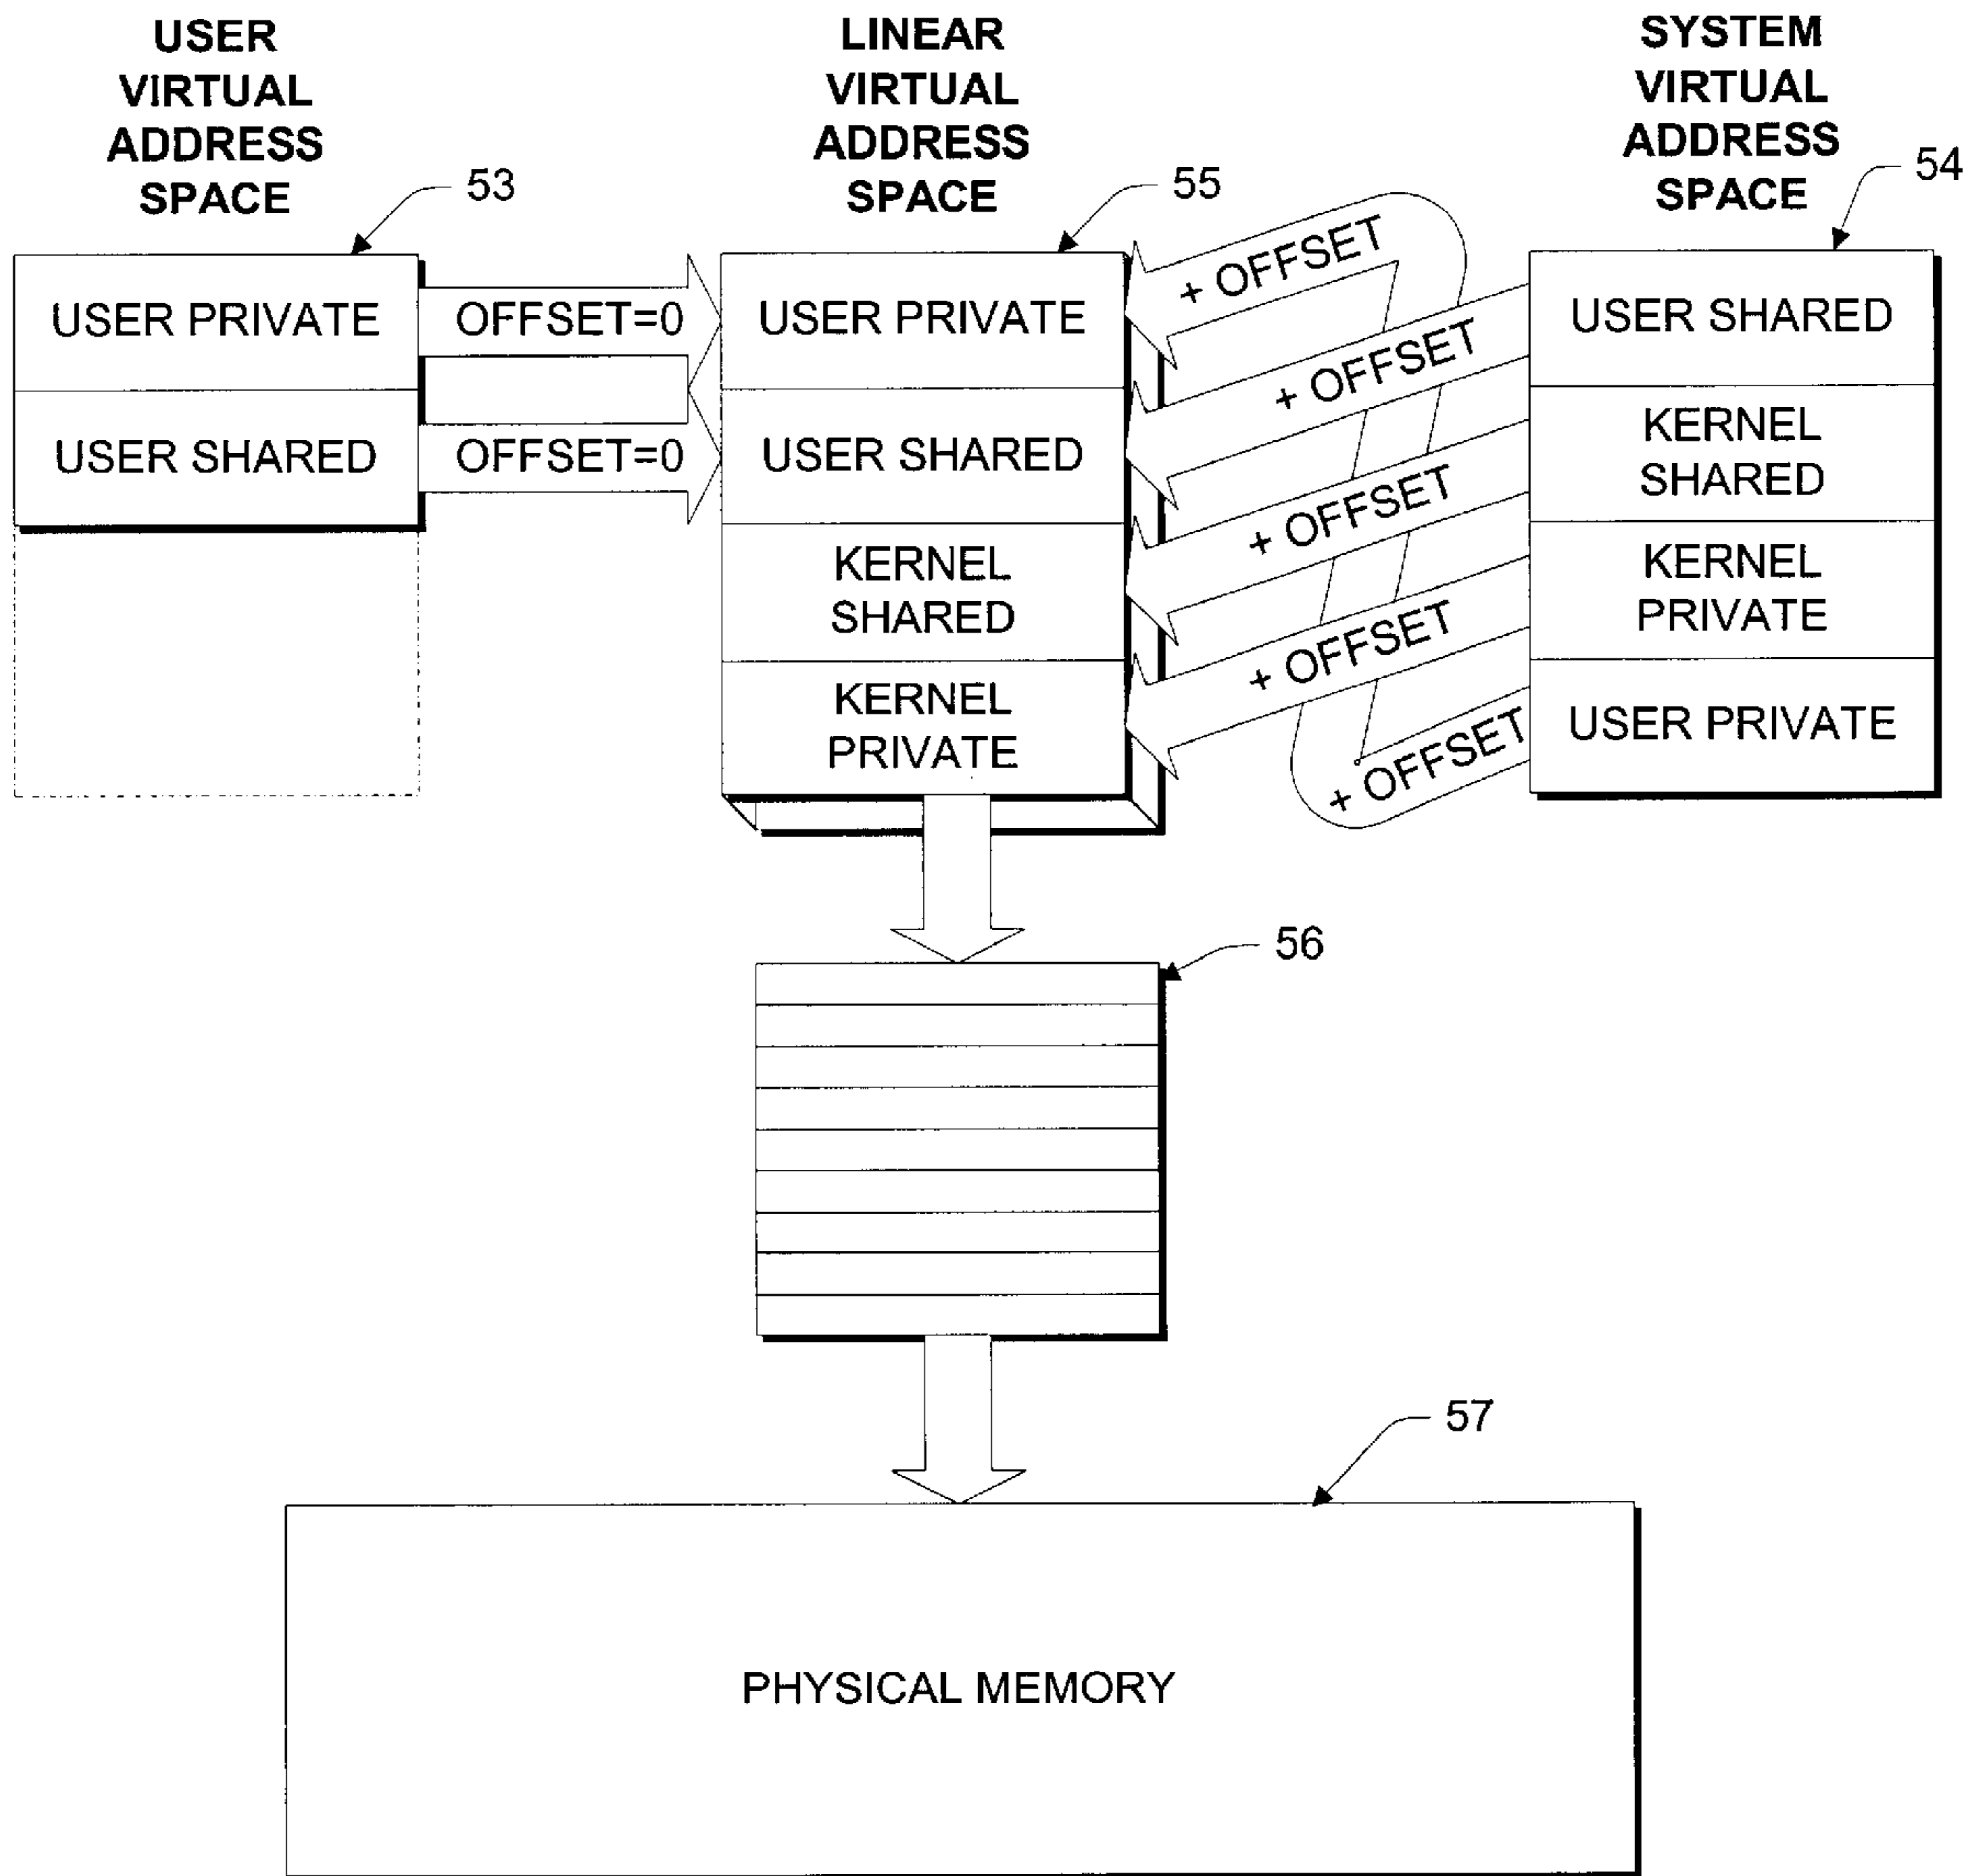 USER
VIRTUAL
ADDRESS
SPACE
53
LINEAR
VIRTUAL
ADDRESS
SPACE
55
SYSTEM
VIRTUAL
ADDRESS
SPACE
54
USER PRIVATE
USER SHARED
OFFSET=0
OFFSET=0
USER PRIVATE
USER SHARED
KERNEL
SHARED
KERNEL
PRIVATE
+ OFFSET
+ OFFSET
+ OFFSET
+ OFFSET
+ OFFSET
USER SHARED
KERNEL
SHARED
KERNEL
PRIVATE
USER PRIVATE
56
57
PHYSICAL MEMORY